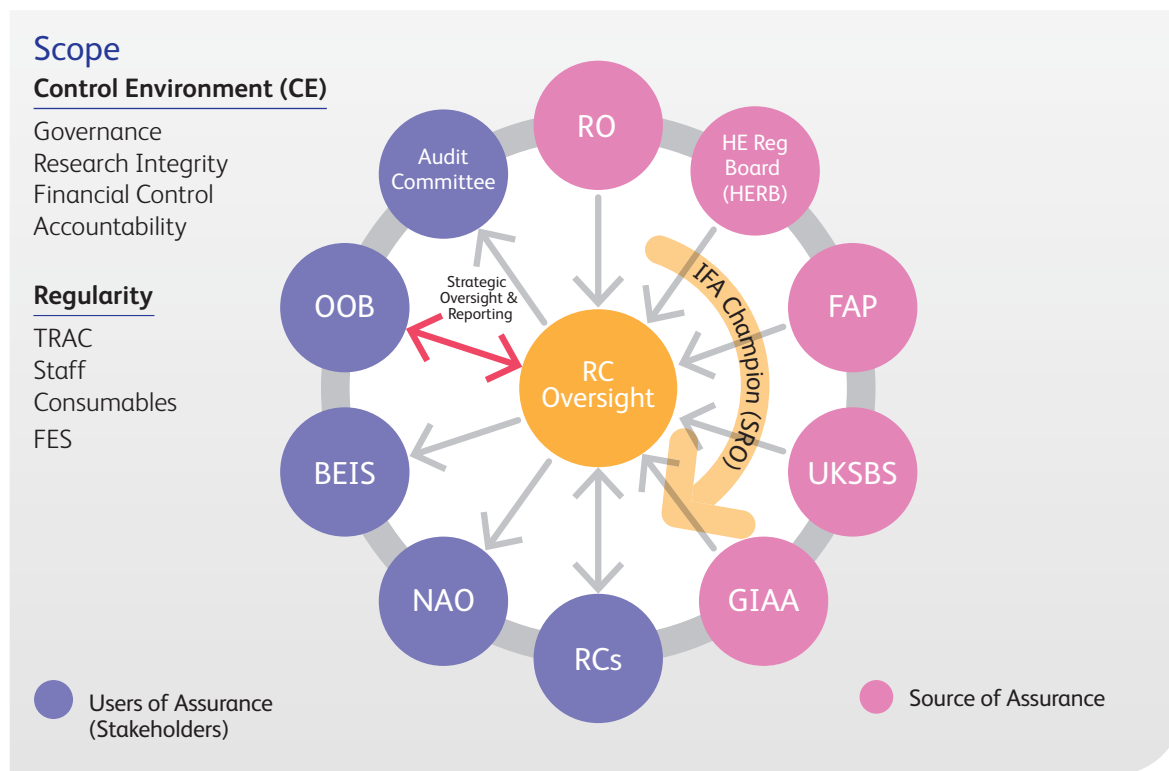 Scope
Control Environment (CE)
Governance
Research Integrity
Financial Control
Accountability
Regularity
TRAC
Staff
Consumables
FES
RO
HE Reg
Board
(HERB)
FAP
UKSBS
GIAA
RCs
NAO
BEIS
OOB
Audit
Committee
Strategic
Oversight &
Reporting
RC
Oversight
IFA Champion (SRO)
Users of Assurance
(Stakeholders)
Source of Assurance